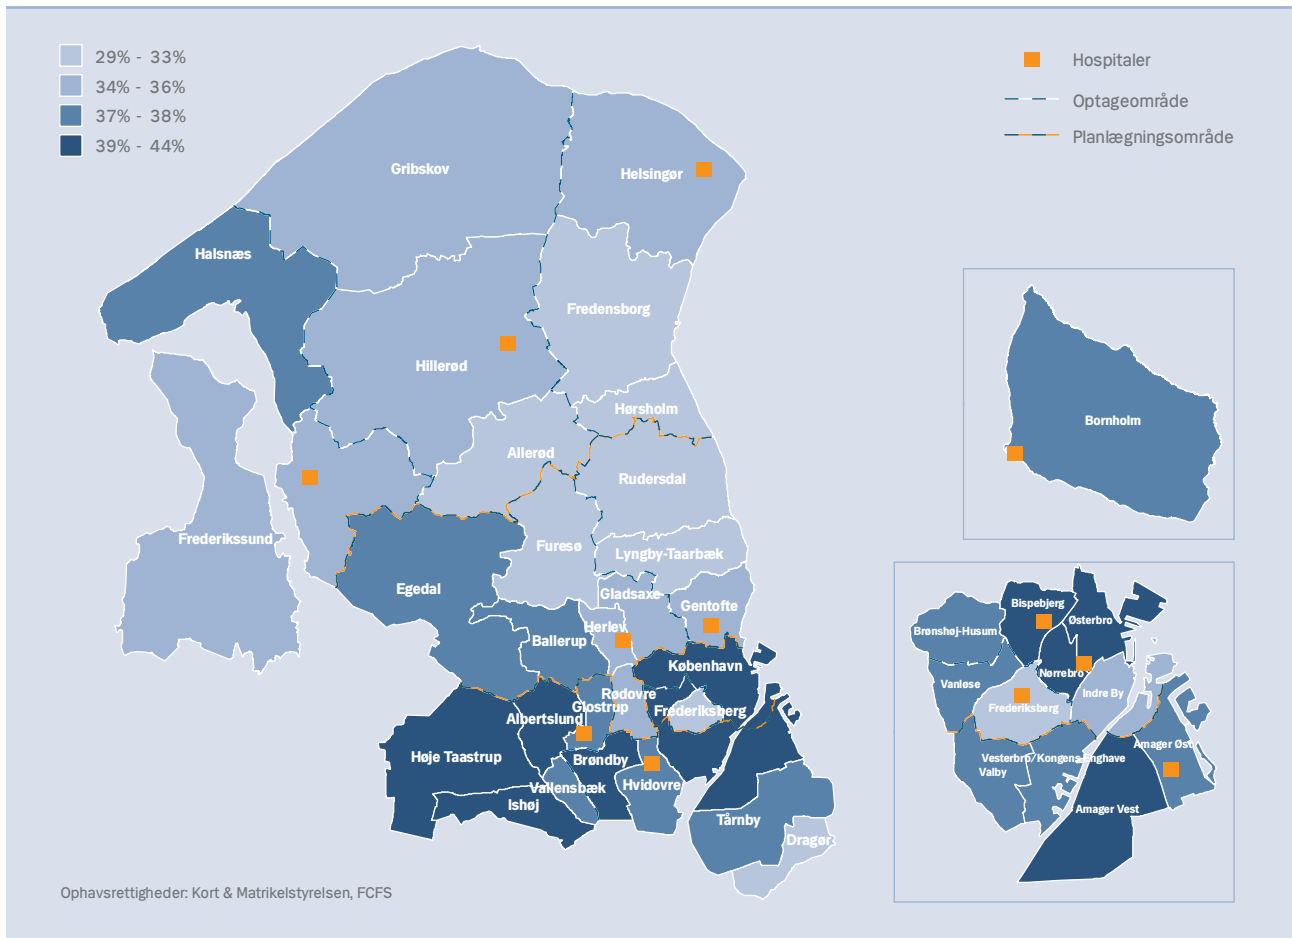 29% - 33%
34% - 36%
37% - 38%
39% - 44%
Hospitaler
Optageområde
Planlægningsområde
Gribskov
Helsingør
Halsnæs
Fredensborg
Hillerød
Hørsholm
Allerød
Rudersdal
Frederikssund
Furesø
Lyngby-Taarbæk
Egedal
Gladsaxe
Gentofte
Herlev
Ballerup
København
Rødovre
Glostrup
Frederiksberg
Albertslund
Høje Taastrup
Brøndby
Hvidovre
Vallensbæk
Ishøj
Tårnby
Dragør
Bornholm
Bispebjerg
Østerbro
Brønshøj-Husum
Nørrebro
Vanløse
Indre By
Frederiksberg
Amager Øst
Vesterbro/Kongens Enghave
Valby
Amager Vest
Ophavsrettigheder: Kort & Matrikelstyrelsen, FCFS